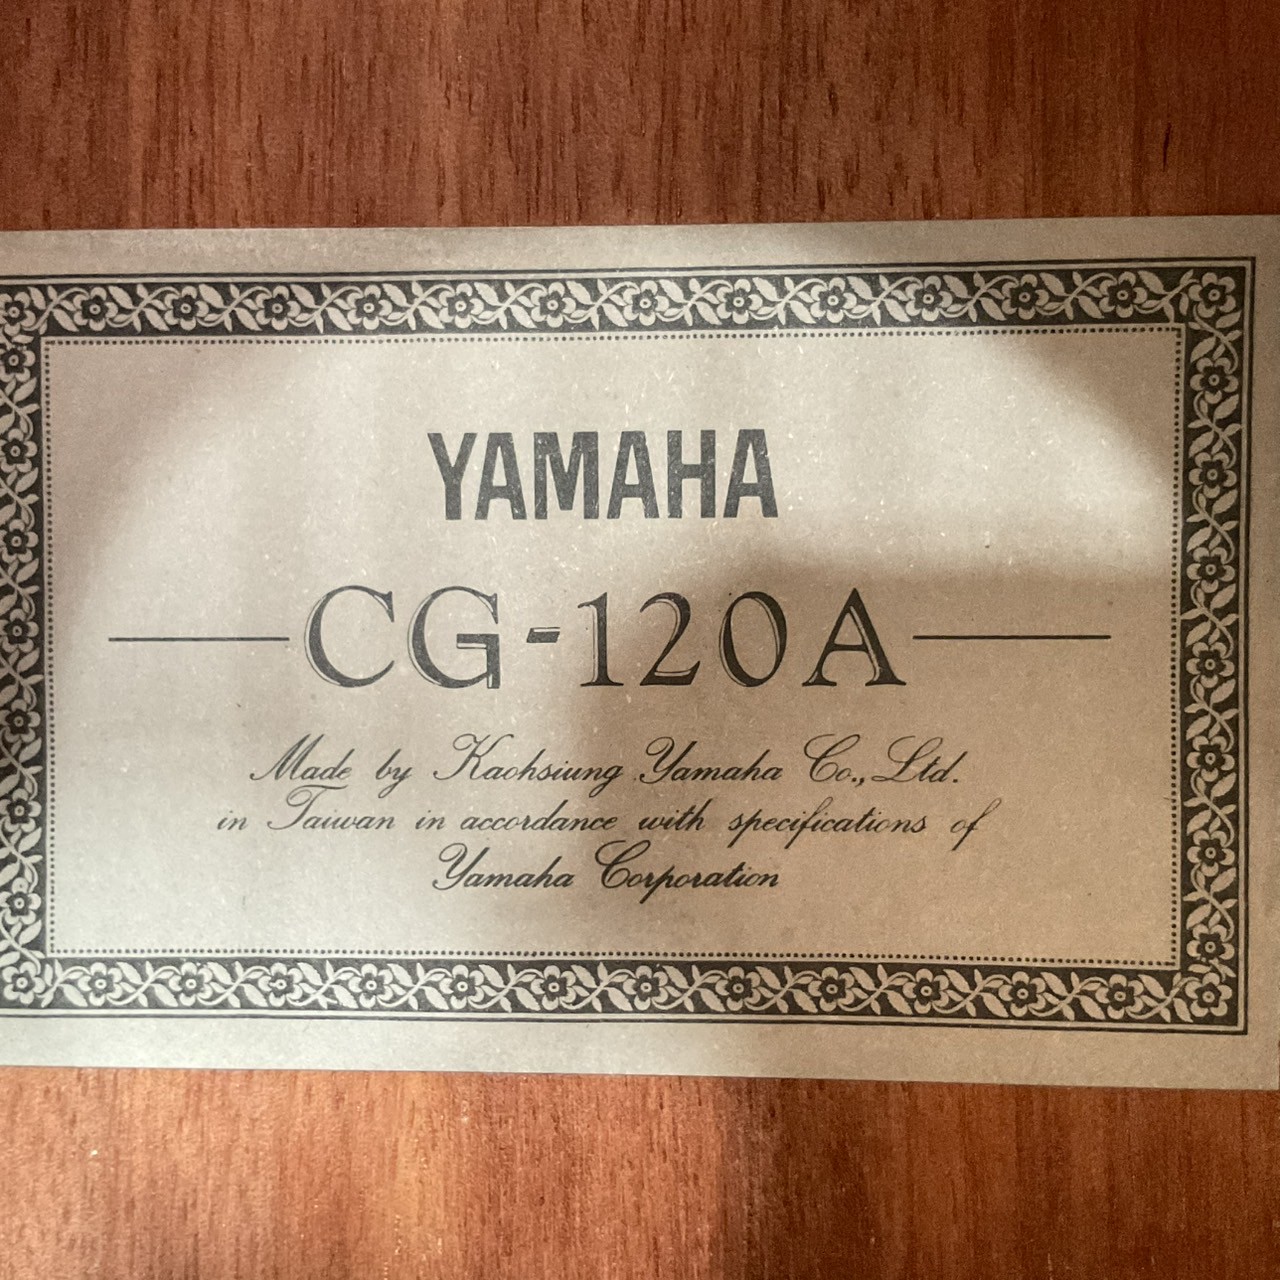 YAMAHA
CG-120A
Made by Kaohsiung Yamaha Co., Ltd.
in Taiwan in accordance with specifications of
Yamaha Corporation